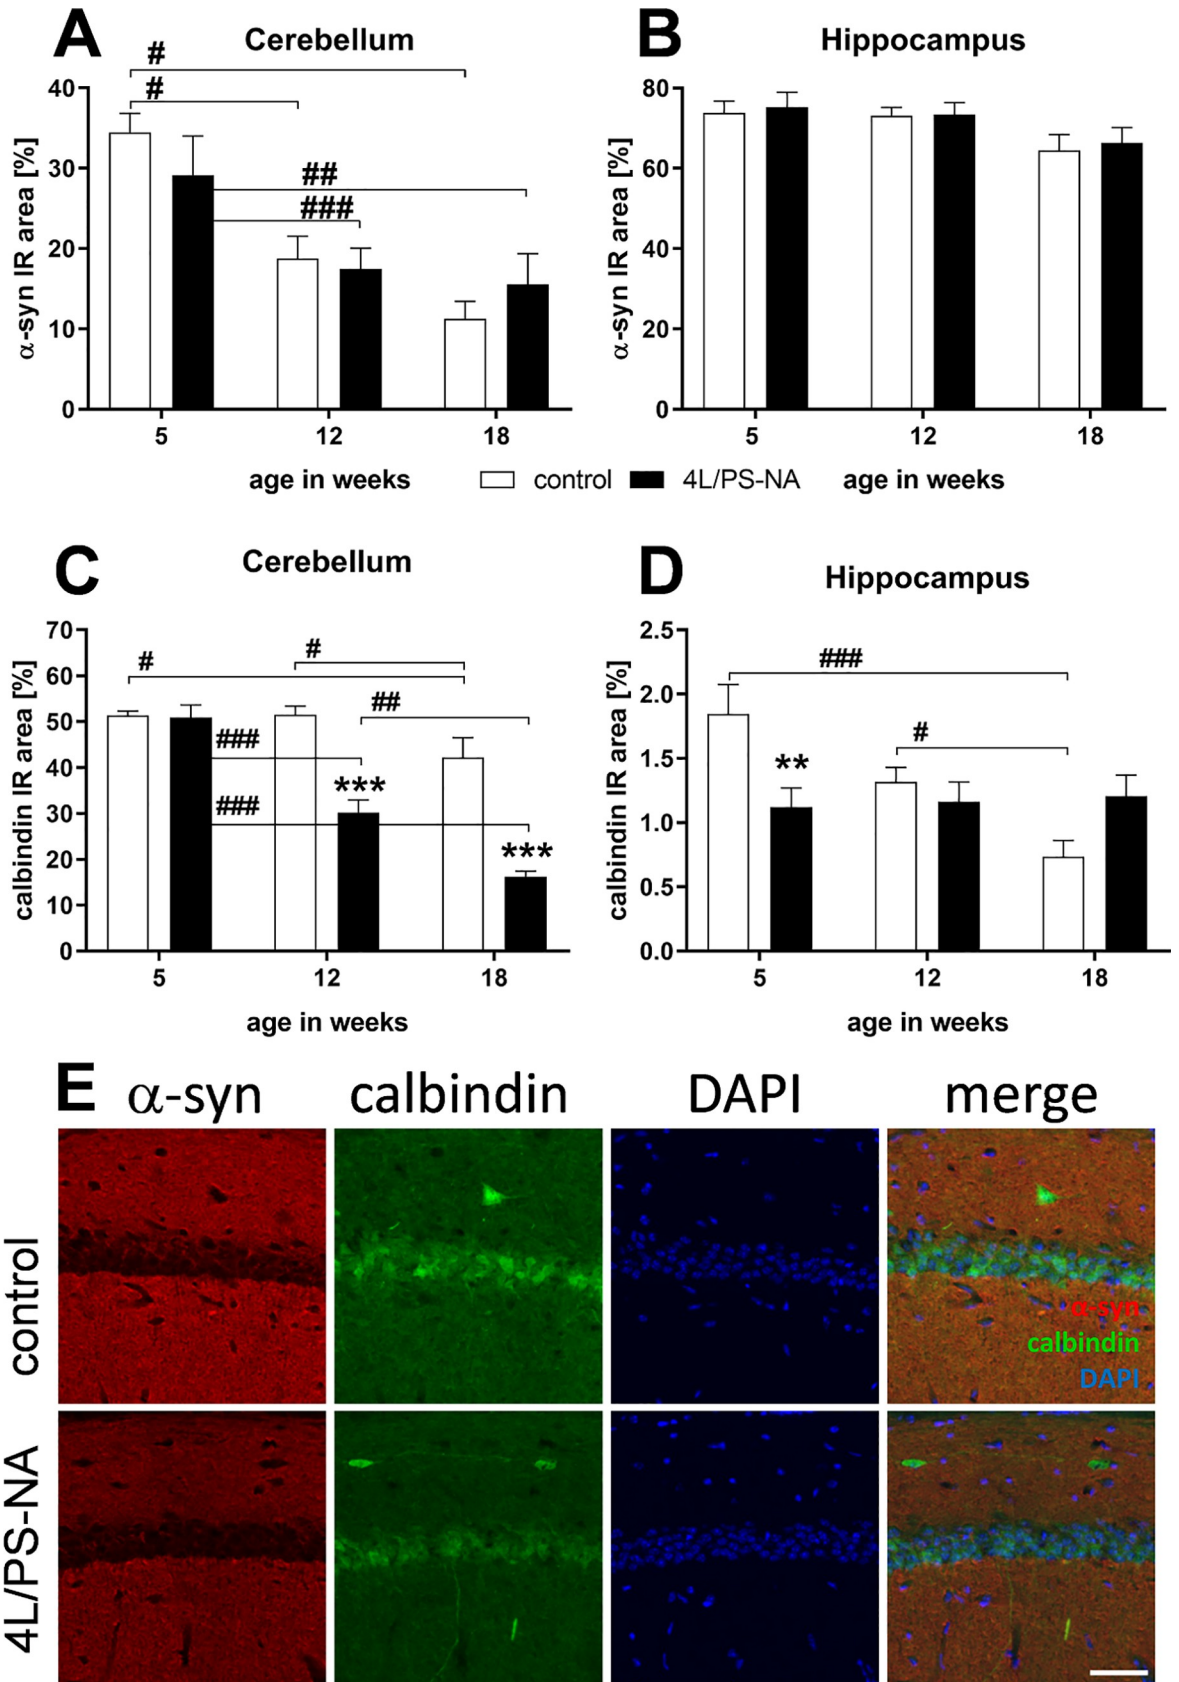 A
Cerebellum
#
#
##
###
α-syn IR area [%]
40
30
20
10
0
5
12
18
age in weeks
B
Hippocampus
α-syn IR area [%]
80
60
40
20
0
5
12
18
age in weeks
control
4L/PS-NA
C
Cerebellum
#
#
##
###
***
###
***
calbindin IR area [%]
70
60
50
40
30
20
10
0
5
12
18
age in weeks
D
Hippocampus
###
#
**
calbindin IR area [%]
2.5
2.0
1.5
1.0
0.5
0.0
5
12
18
age in weeks
E
α-syn
calbindin
DAPI
merge
control
α-syn
calbindin
DAPI
4L/PS-NA